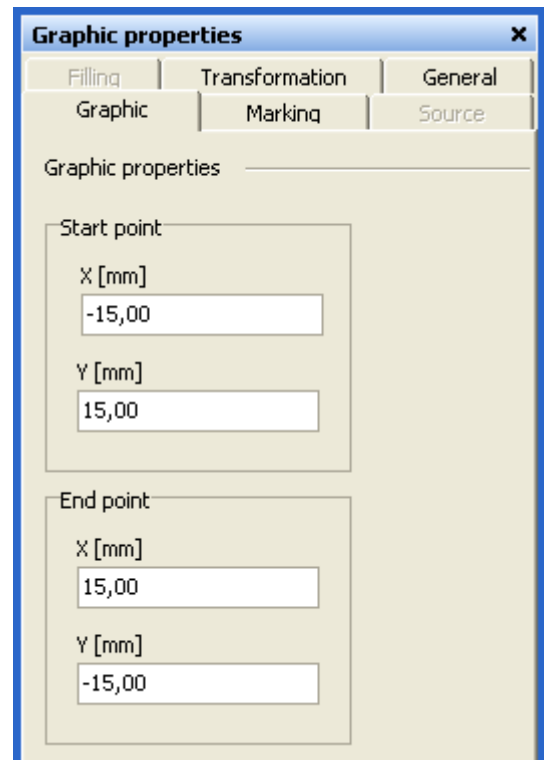 Graphic properties
Filling Transformation General
Graphic Marking Source
Graphic properties
Start point
X [mm]
-15,00
Y [mm]
15,00
End point
X [mm]
15,00
Y [mm]
-15,00